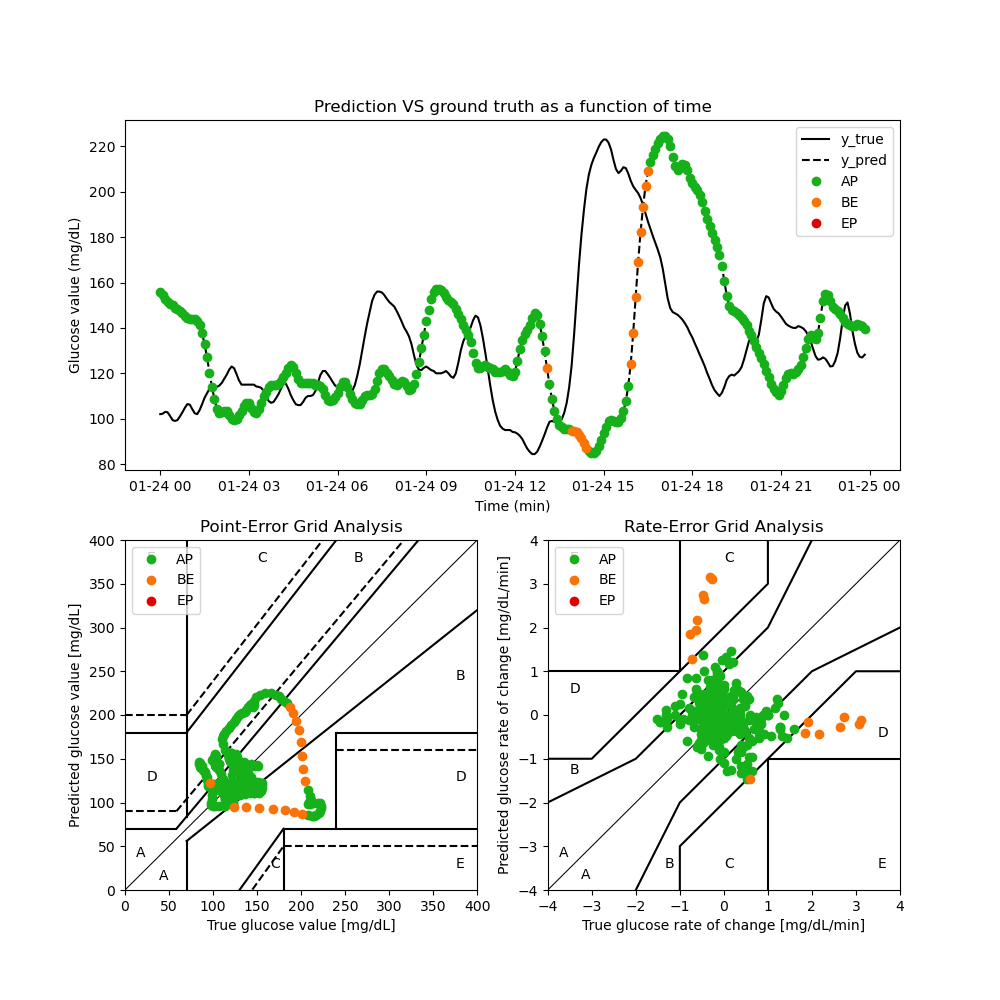 Prediction VS ground truth as a function of time
Glucose value (mg/dL)
220
200
180
160
140
120
100
80
y_true
y_pred
AP
BE
EP
01-24 00 01-24 03 01-24 06 01-24 09 01-24 12 01-24 15 01-24 18 01-24 21 01-25 00
Time (min)
Point-Error Grid Analysis
Predicted glucose value [mg/dL]
400
350
300
250
200
150
100
50
0
AP
BE
EP
C
B
B
D
D
A
A
C
E
0 50 100 150 200 250 300 350 400
True glucose value [mg/dL]
Rate-Error Grid Analysis
Predicted glucose rate of change [mg/dL/min]
4
3
2
1
0
−1
−2
−3
−4
AP
BE
EP
C
D
D
B
A
A
B
C
E
−4 −3 −2 −1 0 1 2 3 4
True glucose rate of change [mg/dL/min]